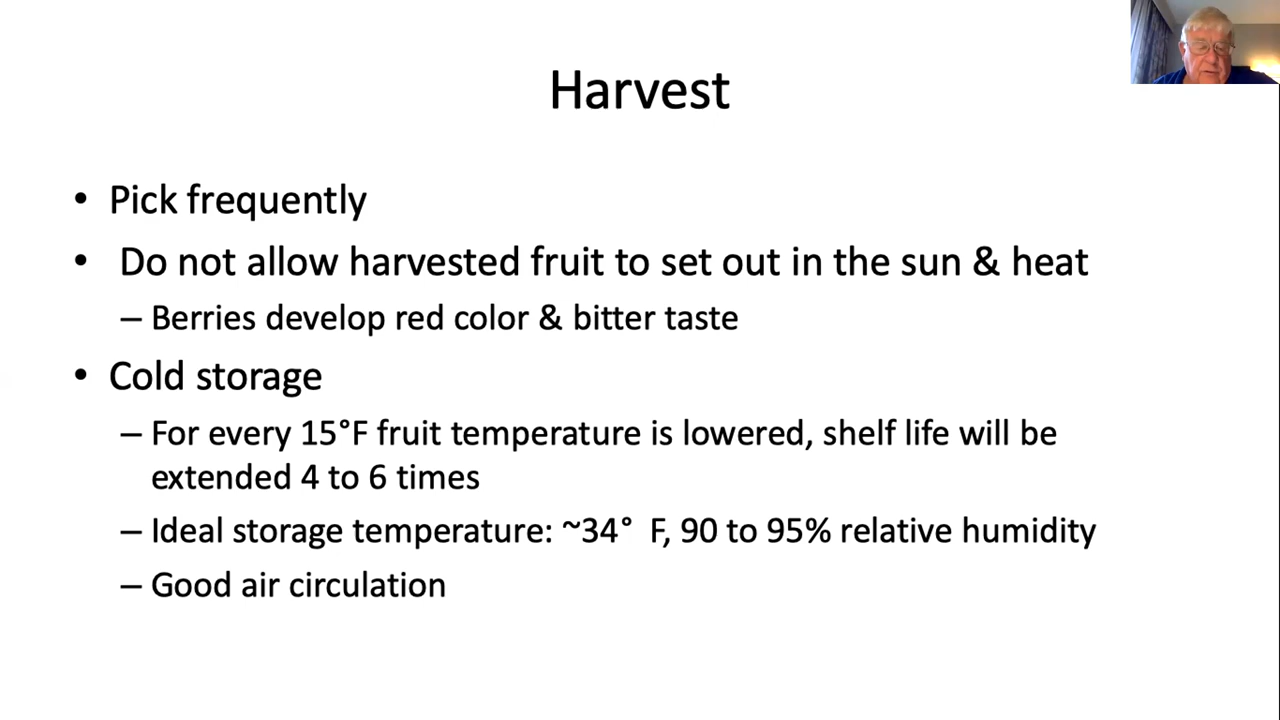 Harvest
• Pick frequently
• Do not allow harvested fruit to set out in the sun & heat
– Berries develop red color & bitter taste
• Cold storage
– For every 15°F fruit temperature is lowered, shelf life will be
extended 4 to 6 times
– Ideal storage temperature: ~34° F, 90 to 95% relative humidity
– Good air circulation